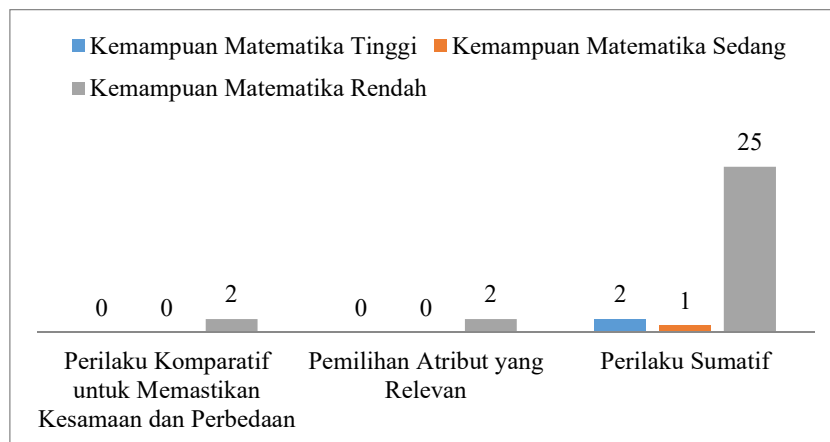 Kemampuan Matematika Tinggi Kemampuan Matematika Sedang
Kemampuan Matematika Rendah
25
0 0 2 0 0 2 2 1
Perilaku Komparatif untuk Memastikan Kesamaan dan Perbedaan
Pemilihan Atribut yang Relevan
Perilaku Sumatif